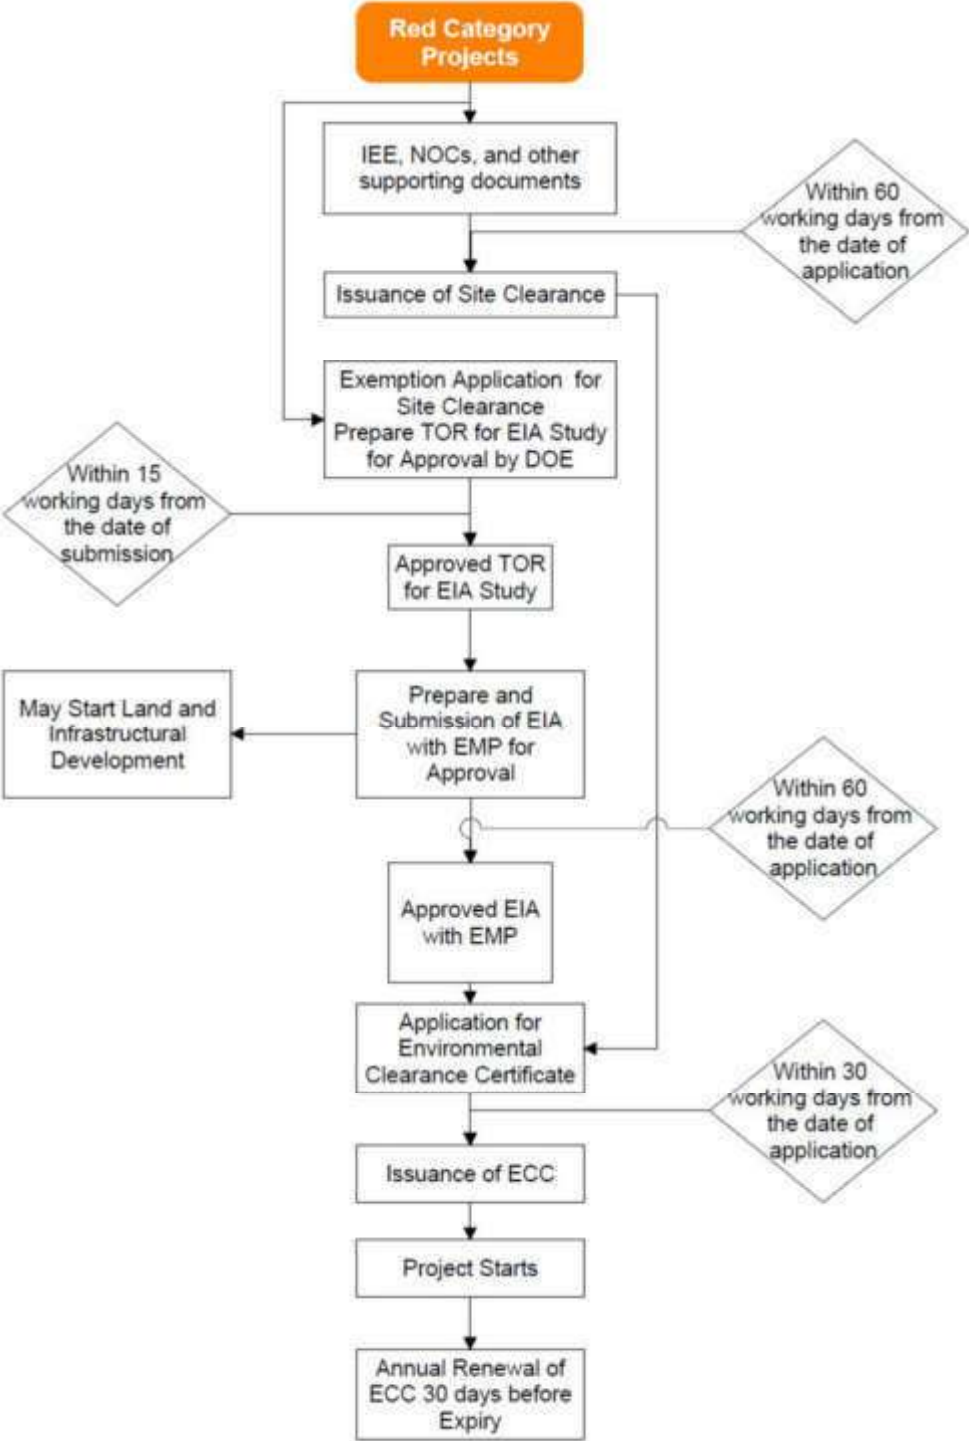 Red Category
Projects
IEE, NOCs, and other
supporting documents
Within 60
working days from
the date of
application
Issuance of Site Clearance
Exemption Application for
Site Clearance
Prepare TOR for EIA Study
for Approval by DOE
Within 15
working days from
the date of
submission
Approved TOR
for EIA Study
May Start Land and
Infrastructural
Development
Prepare and
Submission of EIA
with EMP for
Approval
Within 60
working days from
the date of
application
Approved EIA
with EMP
Application for
Environmental
Clearance Certificate
Within 30
working days from
the date of
application
Issuance of ECC
Project Starts
Annual Renewal of
ECC 30 days before
Expiry